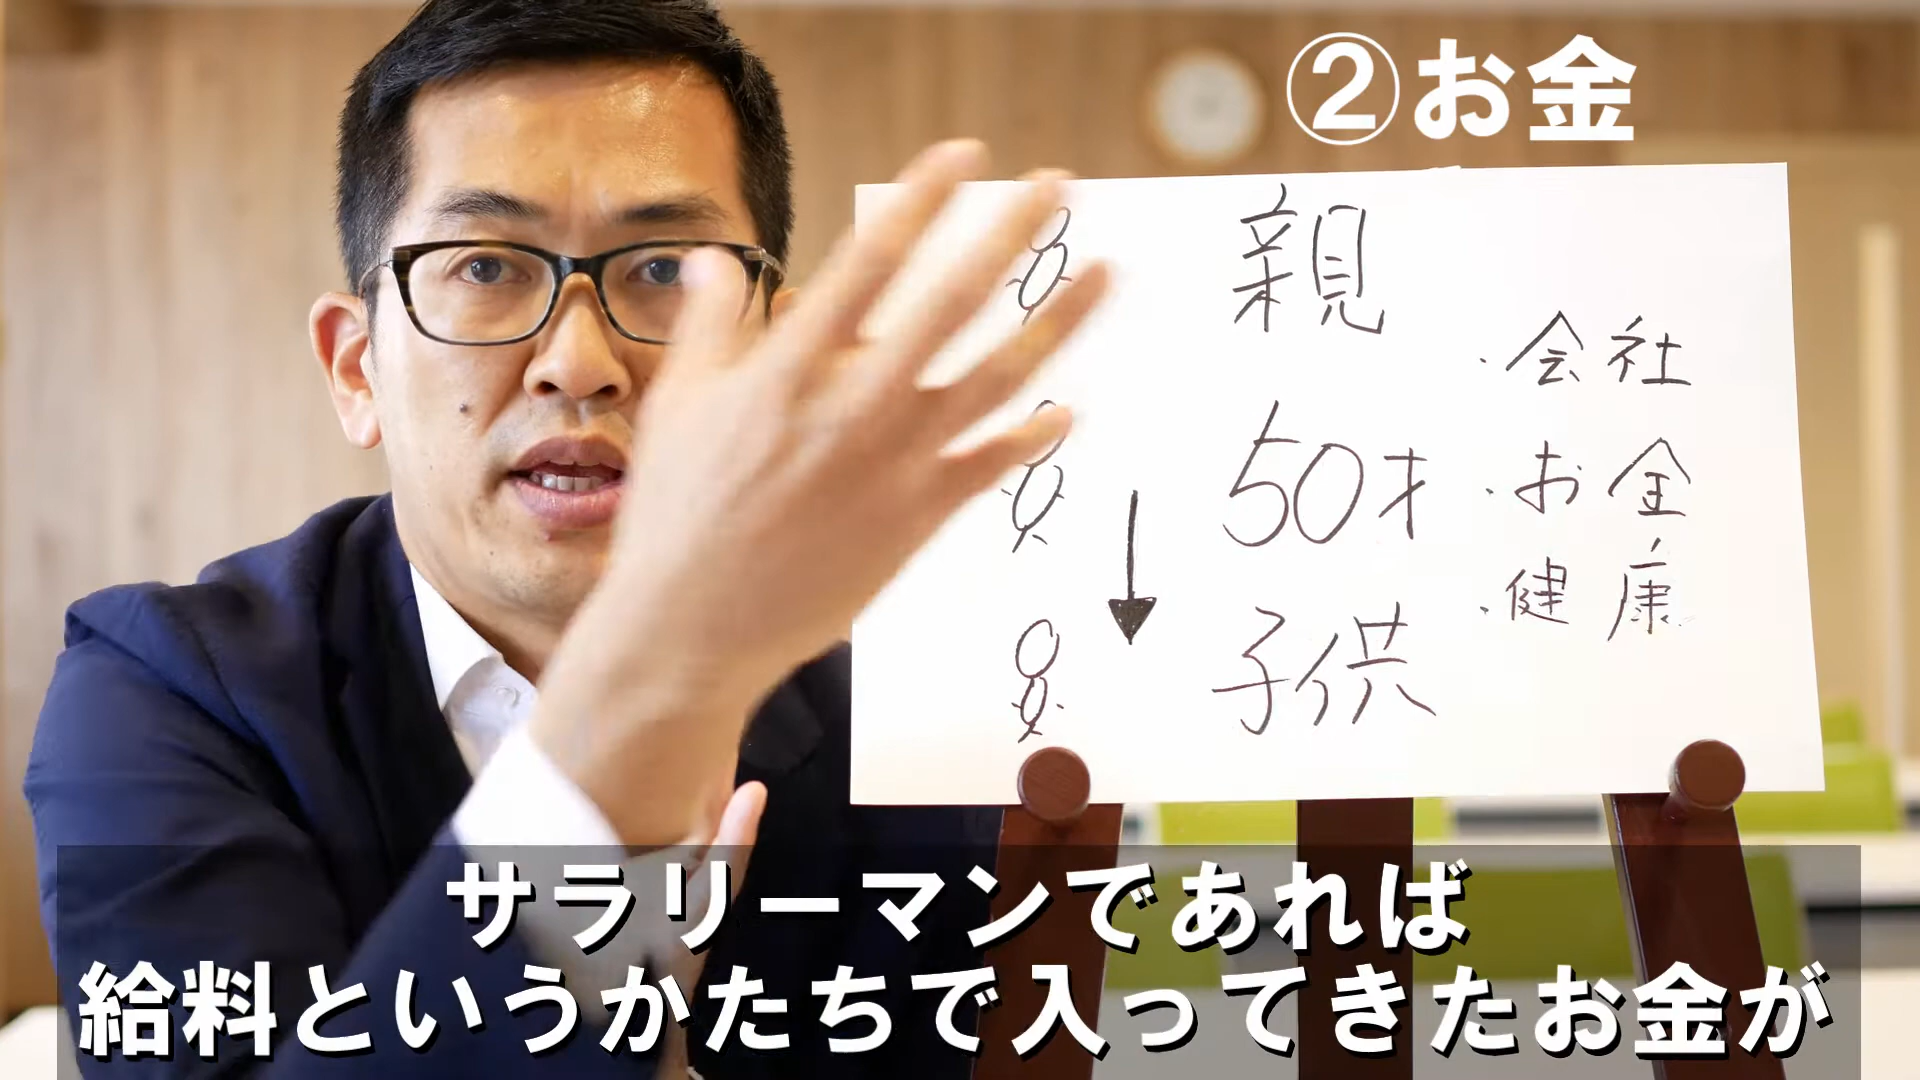 ②お金
親
・会社
50才
・お金
・健康
子供
サラリーマンであれば
給料というかたちで入ってきたお金が